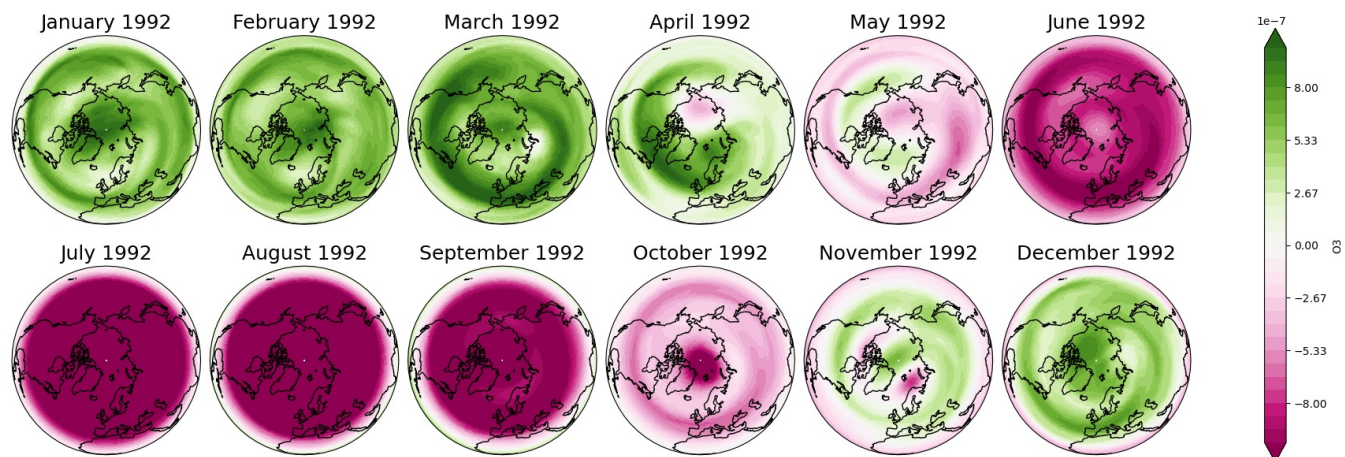 January 1992
February 1992
March 1992
April 1992
May 1992
June 1992
1e−7
8.00
5.33
2.67
0.00
−2.67
−5.33
−8.00
O3
July 1992
August 1992
September 1992
October 1992
November 1992
December 1992